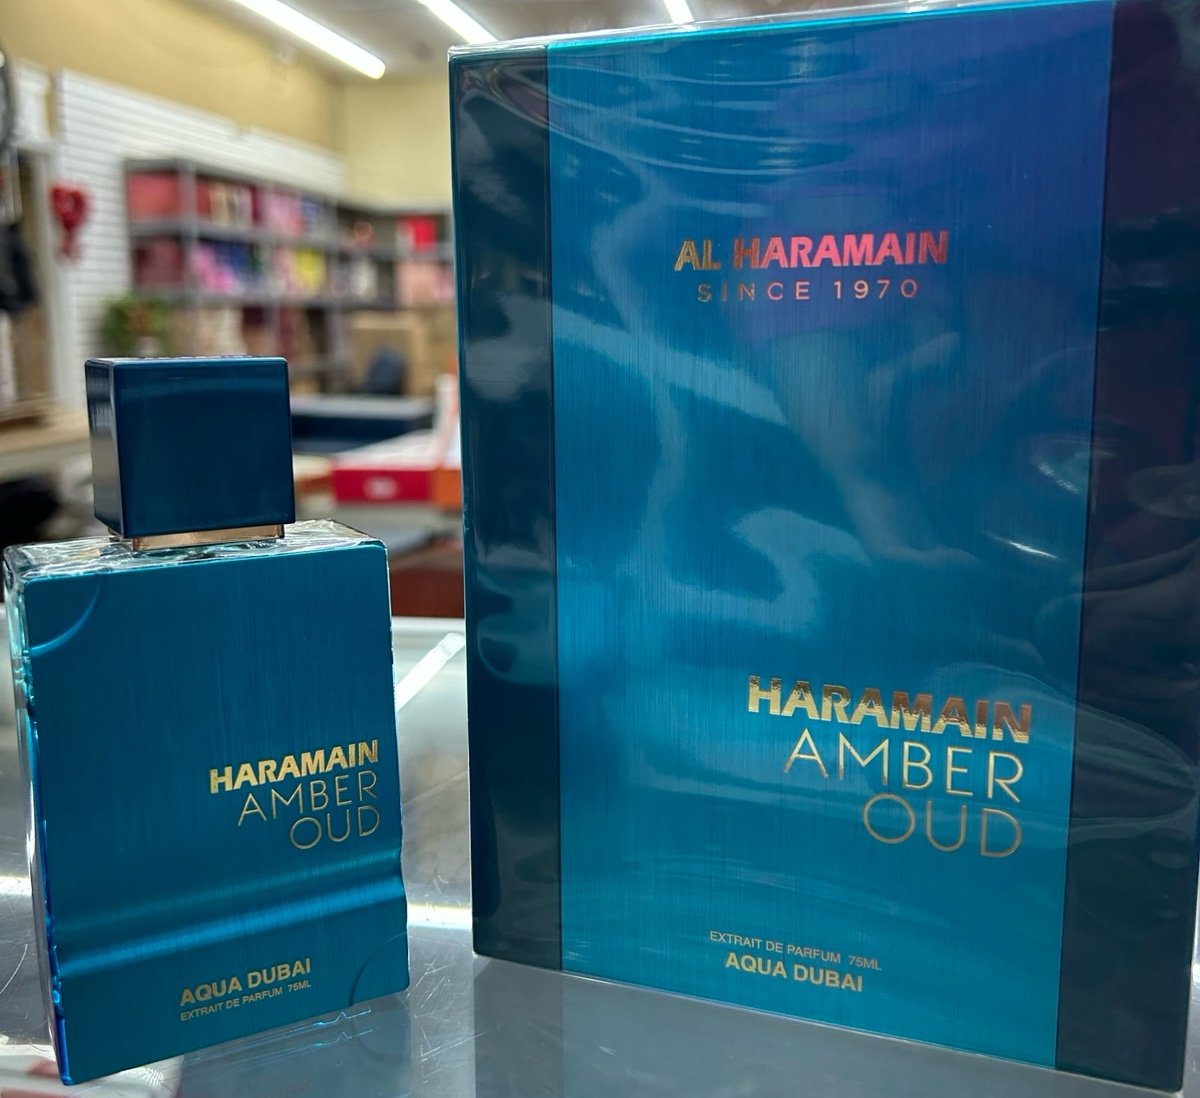 AL HARAMAIN
SINCE 1970
HARAMAIN
AMBER
OUD
EXTRAIT DE PARFUM 75ML
AQUA DUBAI
HARAMAIN
AMBER
OUD
AQUA DUBAI
EXTRAIT DE PARFUM 75ML